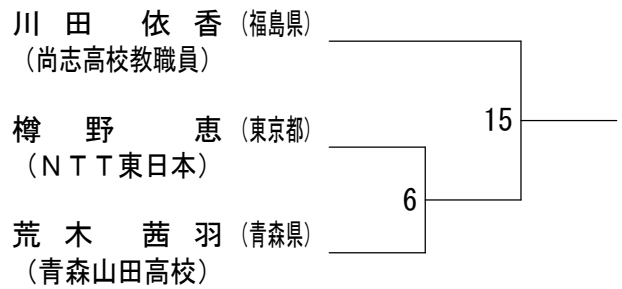 川田 依香（福島県）
（尚志高校教職員）
15
樽野 恵（東京都）
（ＮＴＴ東日本）
6
荒木 茜羽（青森県）
（青森山田高校）